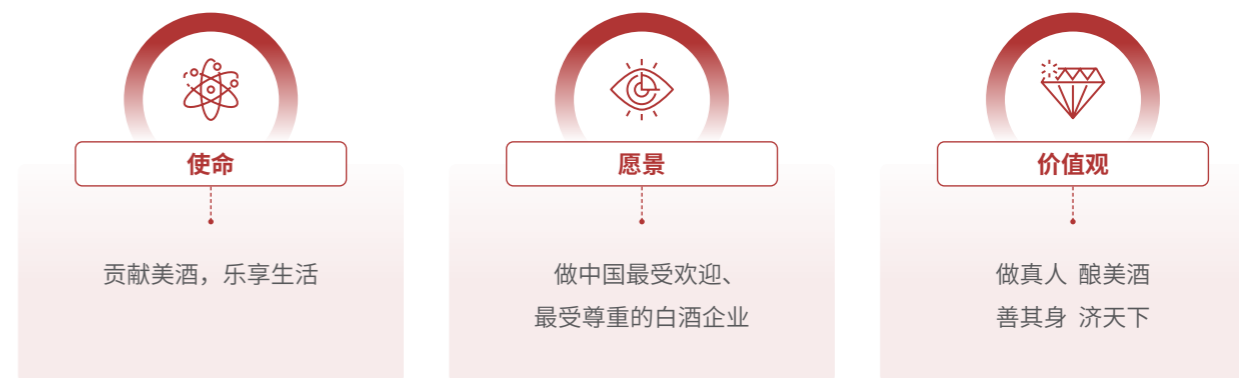 使命
贡献美酒，乐享生活
愿景
做中国最受欢迎、
最受尊重的白酒企业
价值观
做真人 酿美酒
善其身 济天下